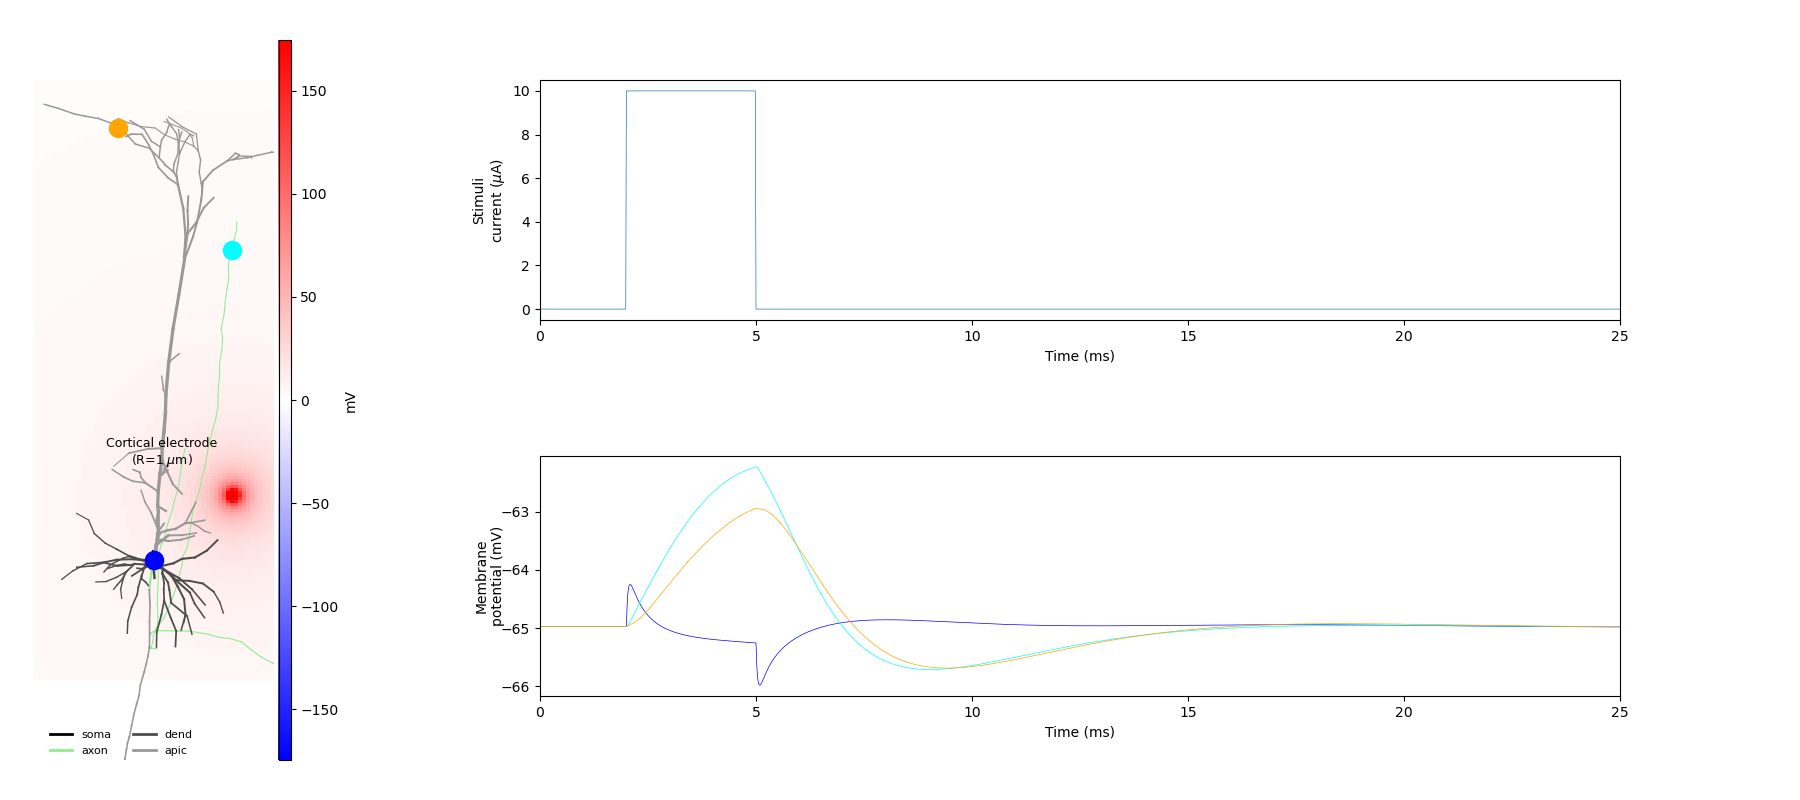 150
100
50
0
−50
−100
−150
mV
Cortical electrode
(R=1 μm)
soma
axon
dend
apic
10
8
6
4
2
0
Stimuli
current (μA)
0 5 10 15 20 25
Time (ms)
−63
−64
−65
−66
Membrane
potential (mV)
0 5 10 15 20 25
Time (ms)